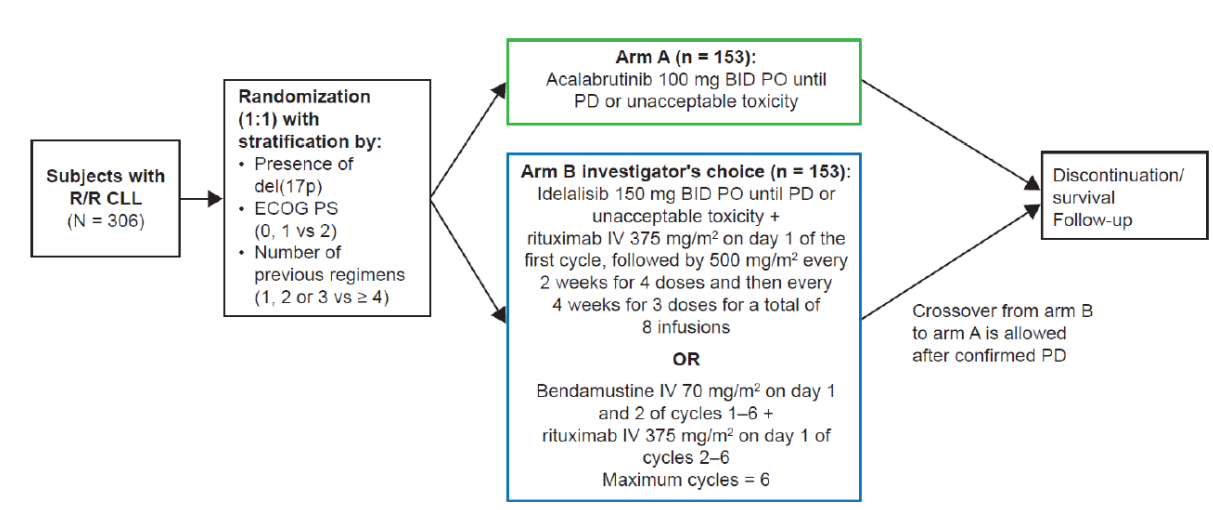 Subjects with
R/R CLL
(N = 306)
Randomization
(1:1) with
stratification by:
• Presence of
del(17p)
• ECOG PS
(0, 1 vs 2)
• Number of
previous regimens
(1, 2 or 3 vs ≥ 4)
Arm A (n = 153):
Acalabrutinib 100 mg BID PO until
PD or unacceptable toxicity
Arm B investigator's choice (n = 153):
Idelalisib 150 mg BID PO until PD or
unacceptable toxicity +
rituximab IV 375 mg/m² on day 1 of the
first cycle, followed by 500 mg/m² every
2 weeks for 4 doses and then every
4 weeks for 3 doses for a total of
8 infusions
OR
Bendamustine IV 70 mg/m² on day 1
and 2 of cycles 1–6 +
rituximab IV 375 mg/m² on day 1 of
cycles 2–6
Maximum cycles = 6
Discontinuation/
survival
Follow-up
Crossover from arm B
to arm A is allowed
after confirmed PD